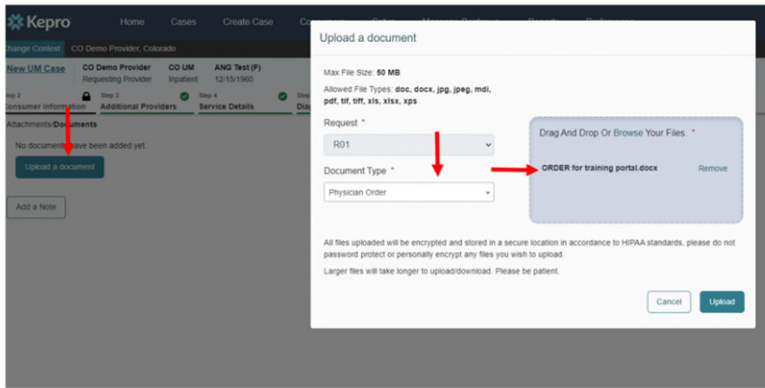 Kepro
Home Cases Create Case
Change Context CO Demo Provider, Colorado
New UM Case CO Demo Provider CO UM ANG Test (F)
Requesting Provider Inpatient 12/15/1960
Step 3 Step 4
Consumer Information Additional Providers Service Details
Attachments/Documents
No documents have been added yet.
Upload a document
Add a Note
Upload a document
Max File Size: 50 MB
Allowed File Types: doc, docx, jpg, jpeg, mdi,
pdf, tif, tiff, xls, xlsx, xps
Request *
R01
Document Type *
Physician Order
Drag And Drop Or Browse Your Files. *
ORDER for training portal.docx Remove
All files uploaded will be encrypted and stored in a secure location in accordance to HIPAA standards, please do not
password protect or personally encrypt any files you wish to upload.
Larger files will take longer to upload/download. Please be patient.
Cancel Upload